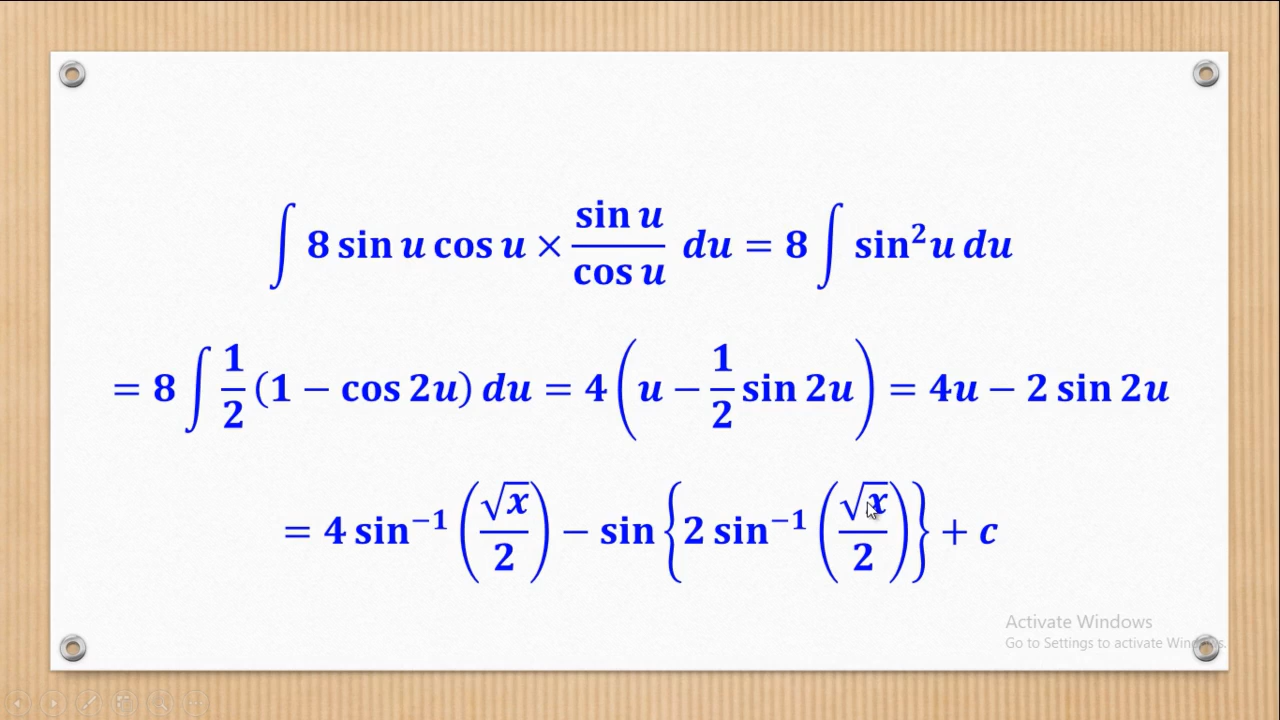 ∫ 8 sin u cos u × (sin u / cos u) du = 8 ∫ sin²u du
= 8 ∫ (1/2)(1 − cos 2u) du = 4 (u − (1/2) sin 2u) = 4u − 2 sin 2u
= 4 sin⁻¹ (√x / 2) − sin {2 sin⁻¹ (√x / 2)} + c
Activate Windows
Go to Settings to activate Windows.